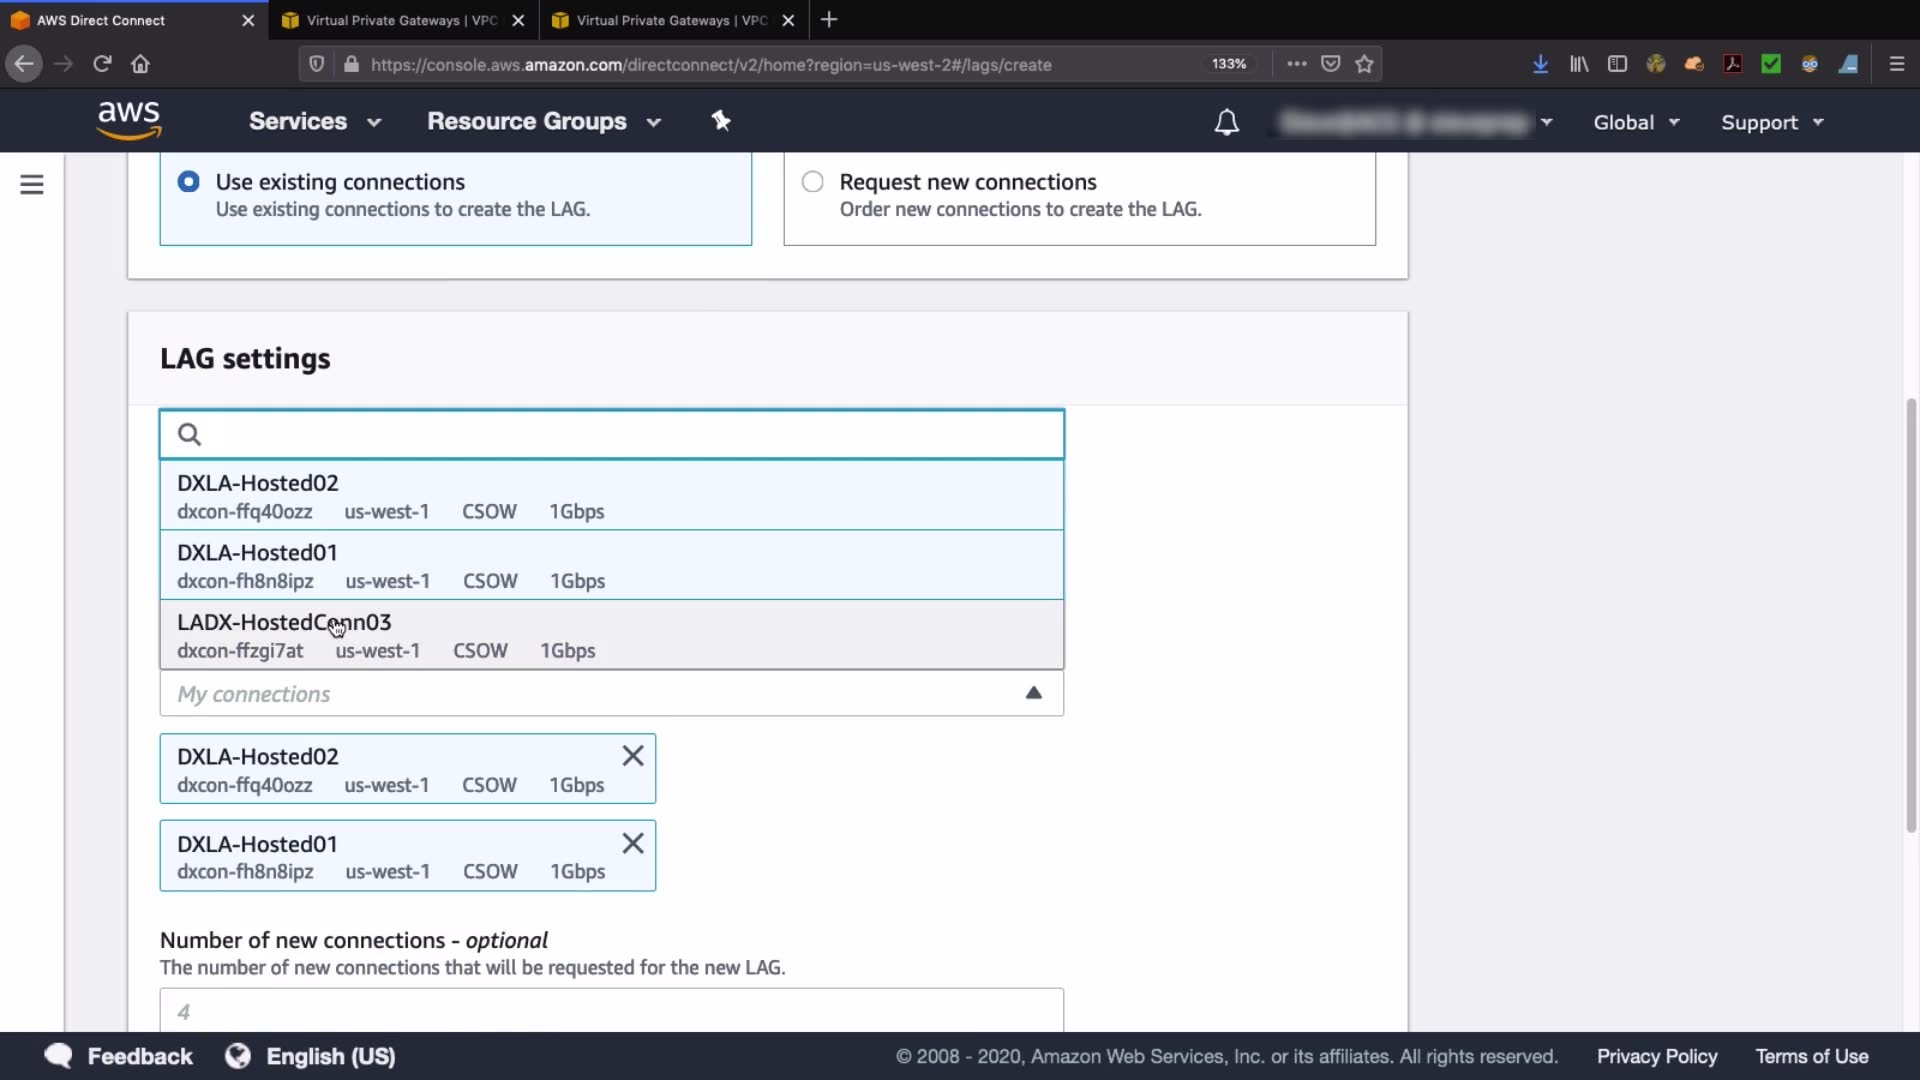 AWS Direct Connect
Virtual Private Gateways | VPC
Virtual Private Gateways | VPC
https://console.aws.amazon.com/directconnect/v2/home?region=us-west-2#/lags/create
133%
aws
Services
Resource Groups
Global
Support
Use existing connections
Use existing connections to create the LAG.
Request new connections
Order new connections to create the LAG.
LAG settings
DXLA-Hosted02
dxcon-ffq40ozz us-west-1 CSOW 1Gbps
DXLA-Hosted01
dxcon-fh8n8ipz us-west-1 CSOW 1Gbps
LADX-HostedConn03
dxcon-ffzgi7at us-west-1 CSOW 1Gbps
My connections
DXLA-Hosted02
dxcon-ffq40ozz us-west-1 CSOW 1Gbps
DXLA-Hosted01
dxcon-fh8n8ipz us-west-1 CSOW 1Gbps
Number of new connections - optional
The number of new connections that will be requested for the new LAG.
4
Feedback
English (US)
© 2008 - 2020, Amazon Web Services, Inc. or its affiliates. All rights reserved.
Privacy Policy
Terms of Use